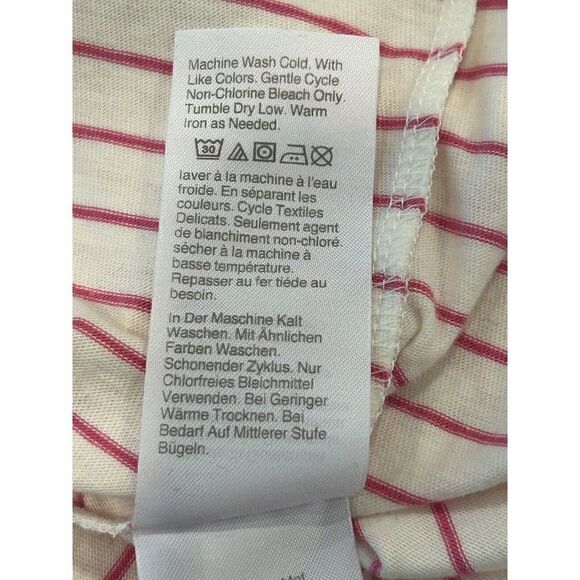 Machine Wash Cold, With
Like Colors. Gentle Cycle
Non-Chlorine Bleach Only.
Tumble Dry Low. Warm
Iron as Needed.
30
laver à la machine à l'eau
froide. En séparant les
couleurs. Cycle Textiles
Delicats. Seulement agent
de blanchiment non-chloré.
sécher à la machine à
basse température.
Repasser au fer tiéde au
besoin.
In Der Maschine Kalt
Waschen. Mit Ähnlichen
Farben Waschen.
Schonender Zyklus. Nur
Chlorfreies Bleichmittel
Verwenden. Bei Geringer
Wärme Trocknen. Bei
Bedarf Auf Mittlerer Stufe
Bügeln.